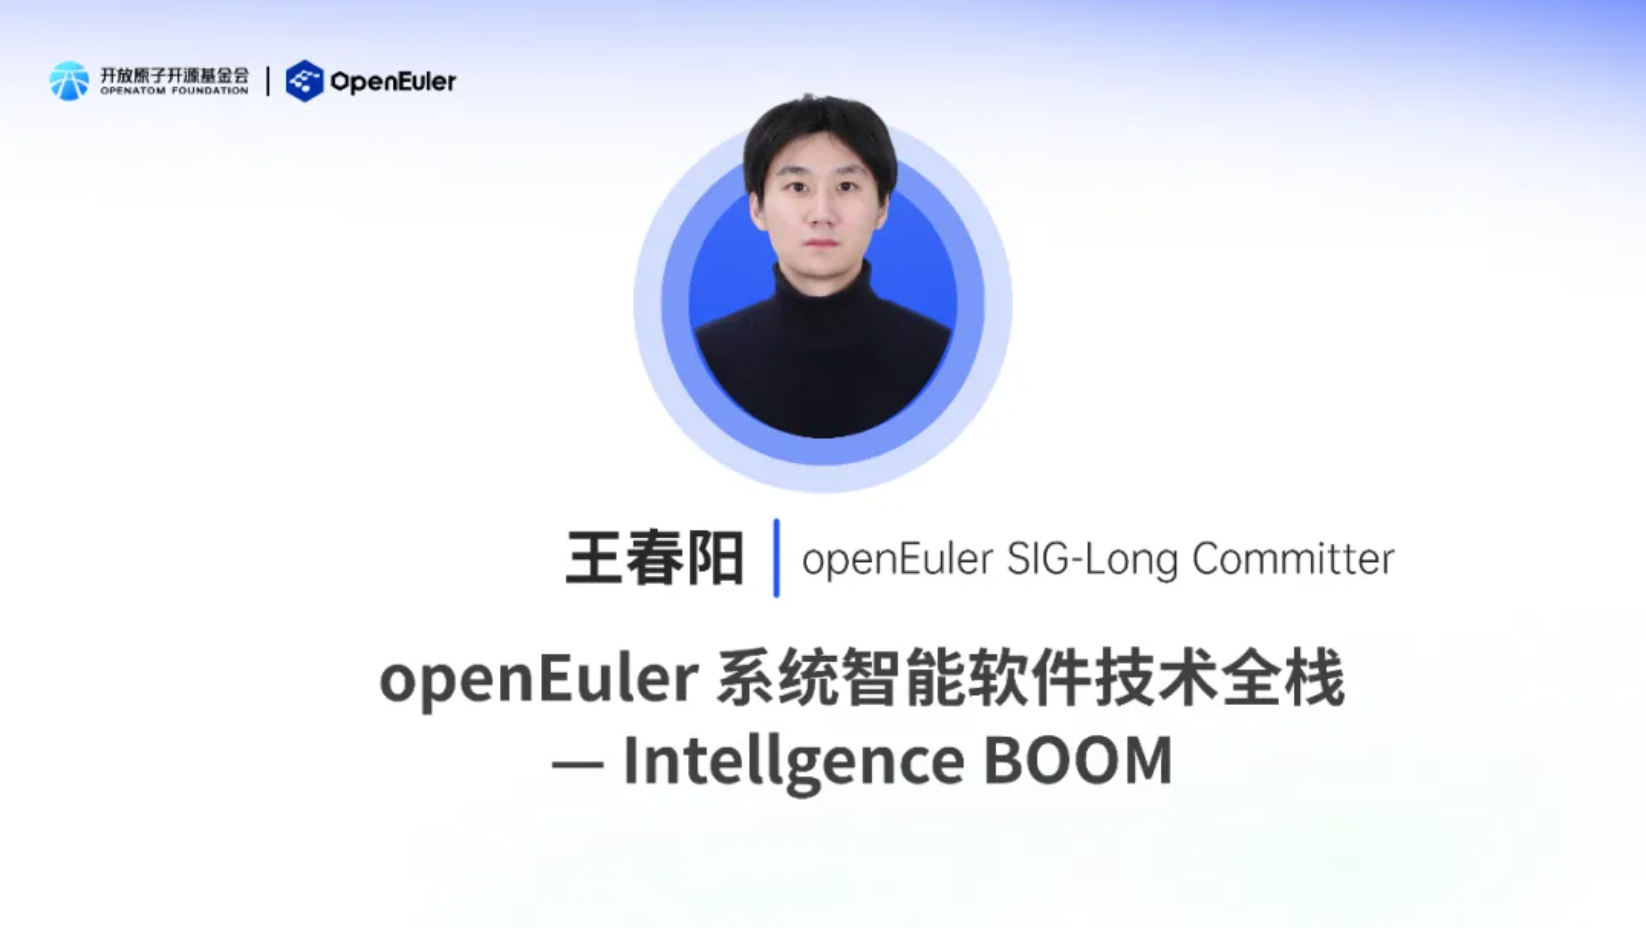 开放原子开源基金会
OPENATOM FOUNDATION
OpenEuler
王春阳
openEuler SIG-Long Committer
openEuler 系统智能软件技术全栈
— Intellgence BOOM